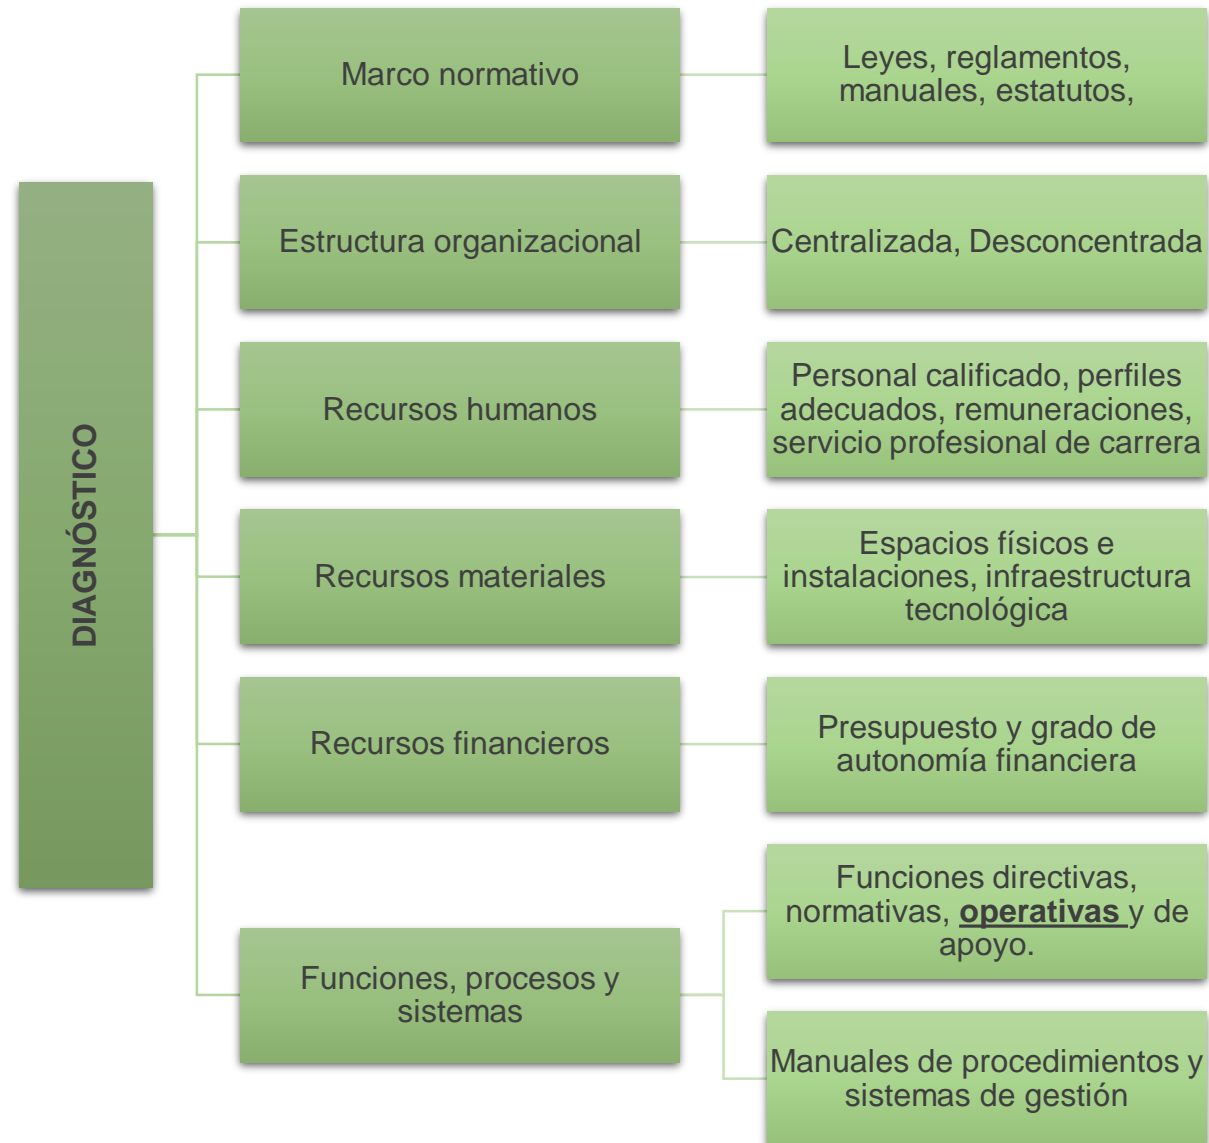 DIAGNÓSTICO
Marco normativo
Leyes, reglamentos,
manuales, estatutos,
Estructura organizacional
Centralizada, Desconcentrada
Recursos humanos
Personal calificado, perfiles
adecuados, remuneraciones,
servicio profesional de carrera
Recursos materiales
Espacios físicos e
instalaciones, infraestructura
tecnológica
Recursos financieros
Presupuesto y grado de
autonomía financiera
Funciones, procesos y
sistemas
Funciones directivas,
normativas, operativas y de
apoyo.
Manuales de procedimientos y
sistemas de gestión